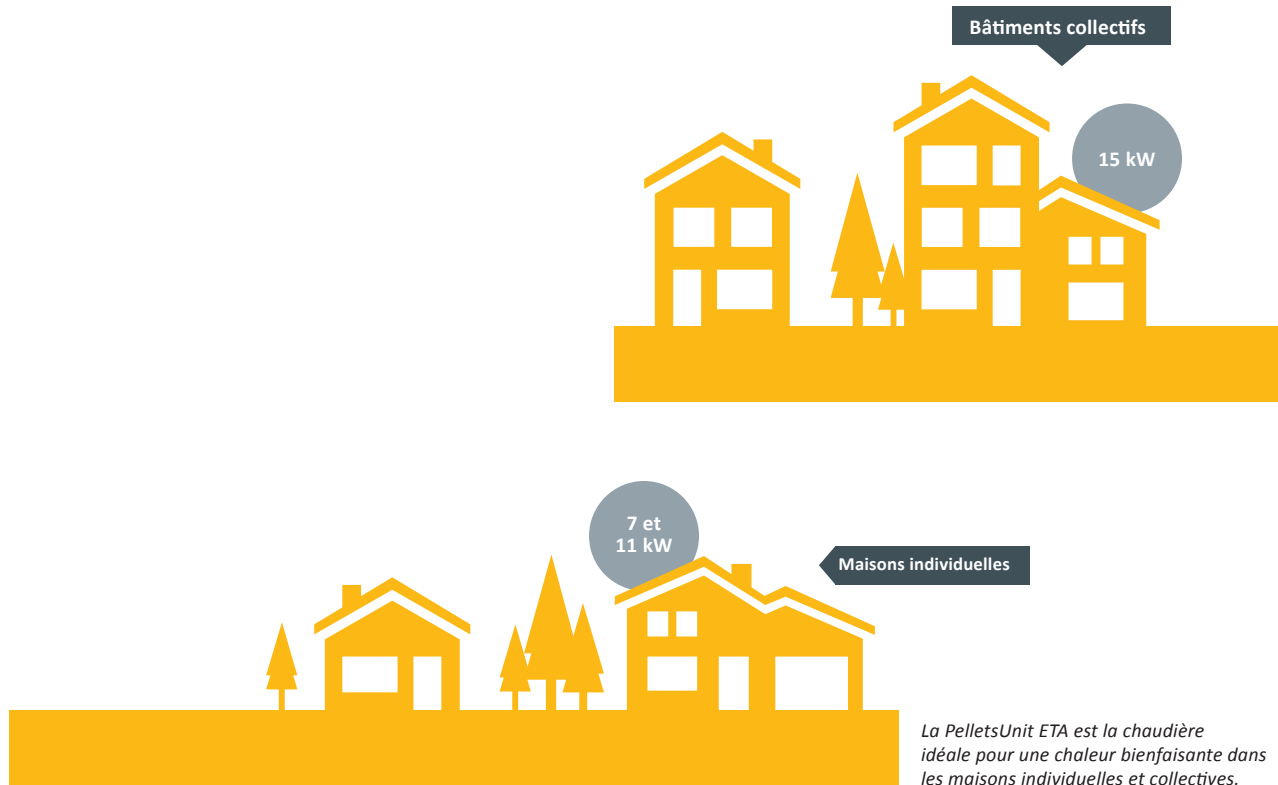 Bâtiments collectifs
15 kW
7 et
11 kW
Maisons individuelles
La PelletsUnit ETA est la chaudière
idéale pour une chaleur bienfaisante dans
les maisons individuelles et collectives.